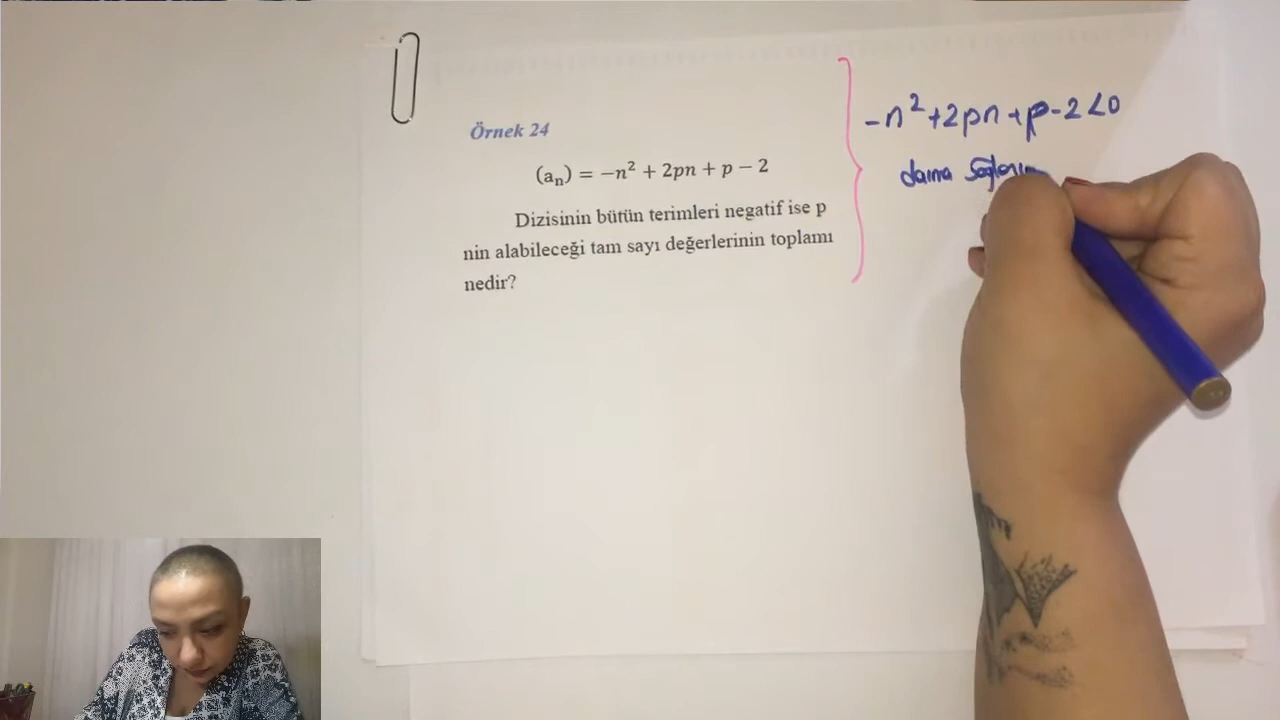 Örnek 24
(aₙ) = −n² + 2pn + p − 2
Dizisinin bütün terimleri negatif ise p
nin alabileceği tam sayı değerlerinin toplamı
nedir?
-n²+2pn+p-2<0
daima